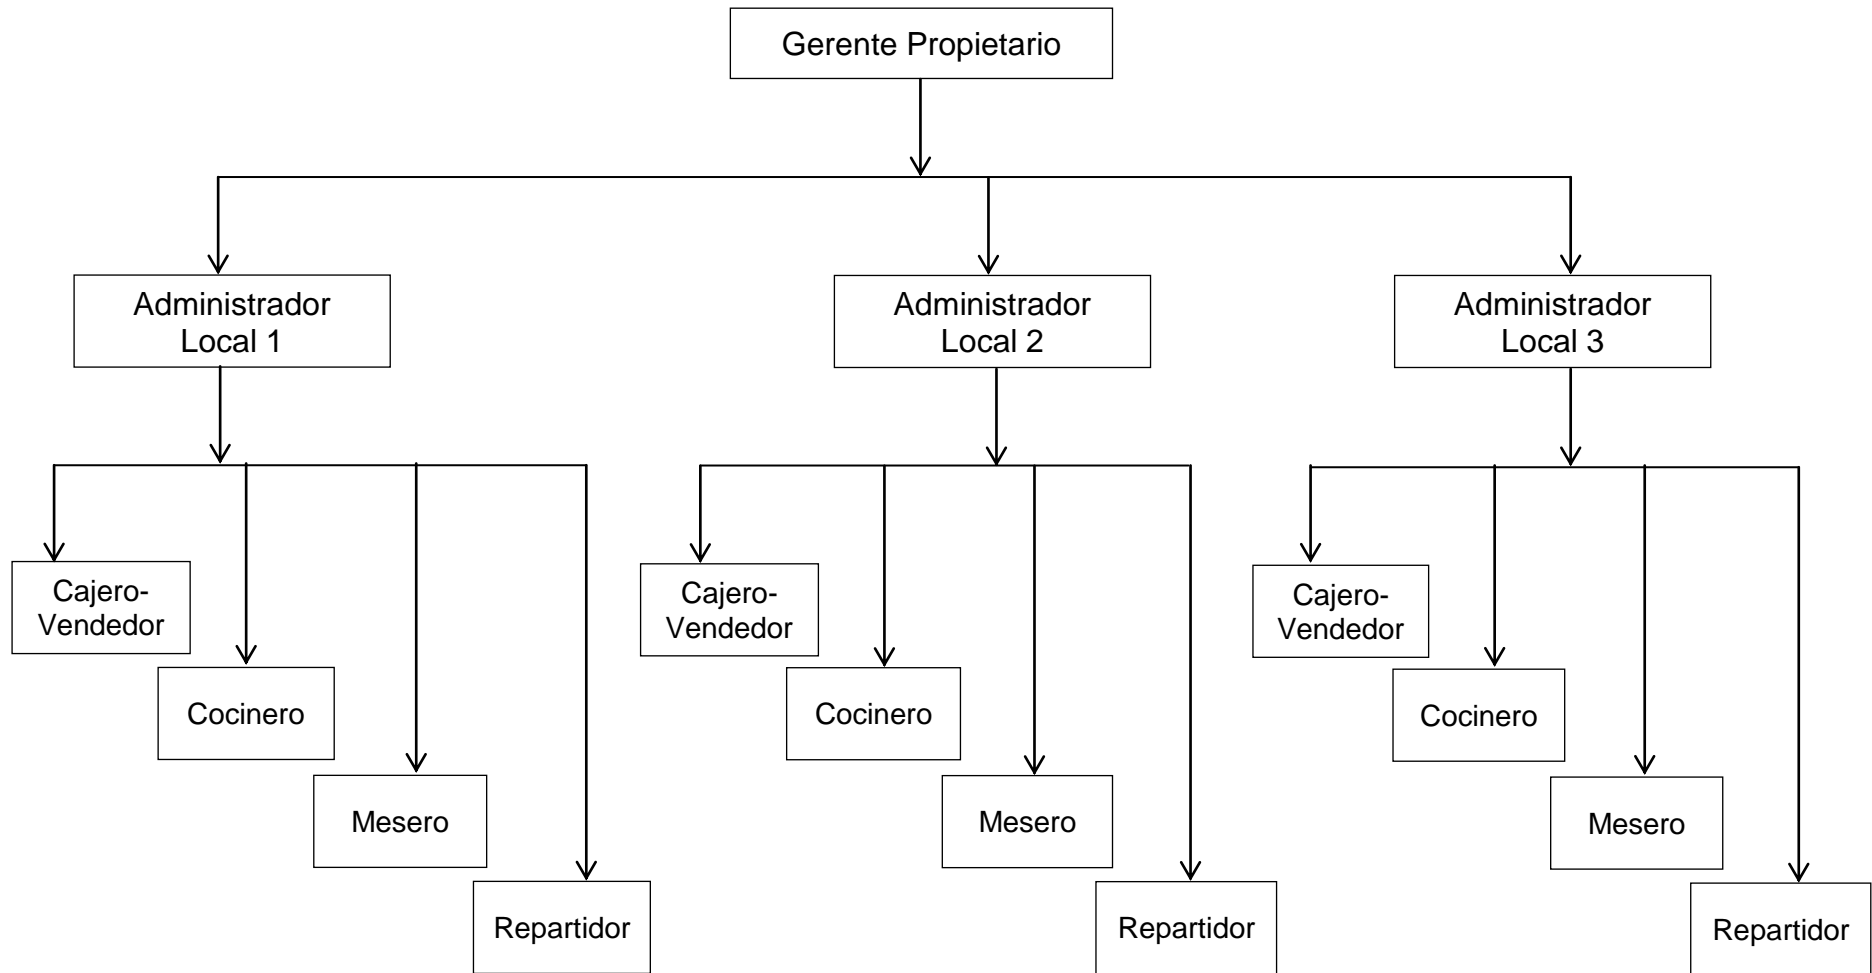 Gerente Propietario
Administrador
Local 1
Administrador
Local 2
Administrador
Local 3
Cajero-
Vendedor
Cocinero
Mesero
Repartidor
Cajero-
Vendedor
Cocinero
Mesero
Repartidor
Cajero-
Vendedor
Cocinero
Mesero
Repartidor